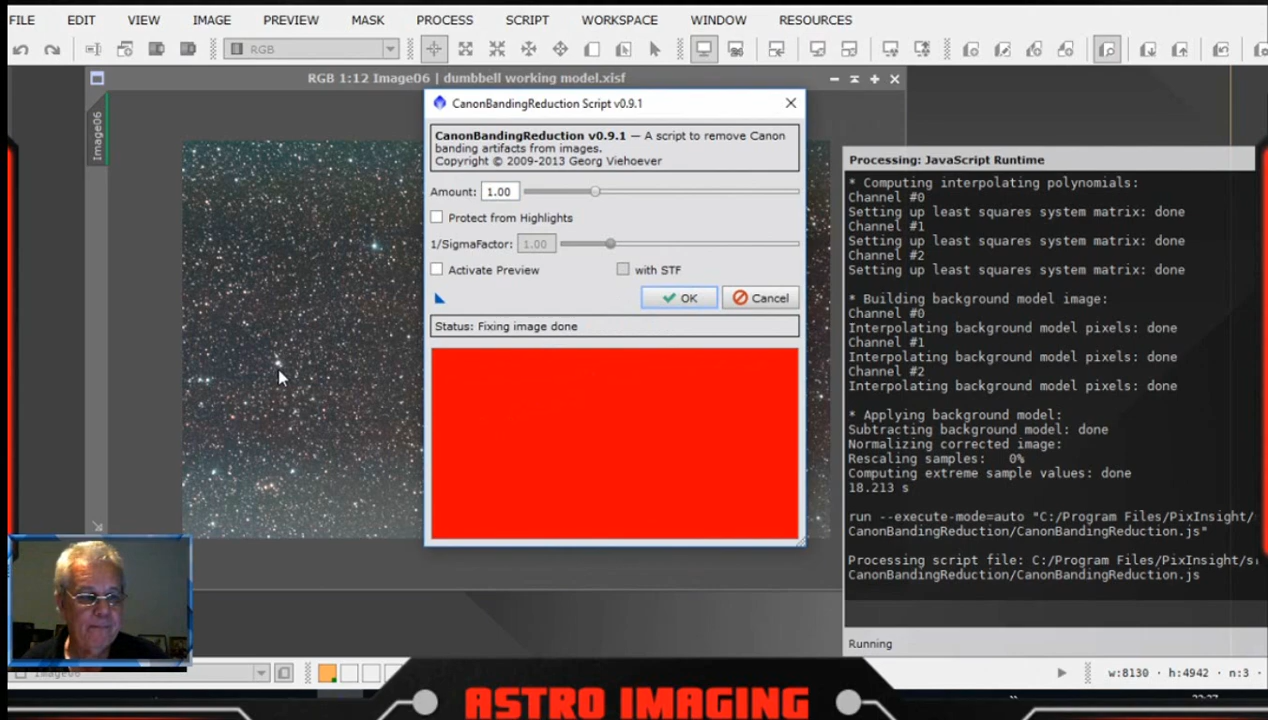 FILE EDIT VIEW IMAGE PREVIEW MASK PROCESS SCRIPT WORKSPACE WINDOW RESOURCES
RGB
RGB 1:12 Image06 | dumbbell working model.xisf
Image06
CanonBandingReduction Script v0.9.1
CanonBandingReduction v0.9.1 — A script to remove Canon
banding artifacts from images.
Copyright © 2009-2013 Georg Viehoever
Amount: 1.00
Protect from Highlights
1/SigmaFactor: 1.00
Activate Preview with STF
OK Cancel
Status: Fixing image done
Processing: JavaScript Runtime
* Computing interpolating polynomials:
Channel #0
Setting up least squares system matrix: done
Channel #1
Setting up least squares system matrix: done
Channel #2
Setting up least squares system matrix: done
* Building background model image:
Channel #0
Interpolating background model pixels: done
Channel #1
Interpolating background model pixels: done
Channel #2
Interpolating background model pixels: done
* Applying background model:
Subtracting background model: done
Normalizing corrected image:
Rescaling samples: 0%
Computing extreme sample values: done
18.213 s
run --execute-mode=auto "C:/Program Files/PixInsight/
CanonBandingReduction/CanonBandingReduction.js"
Processing script file: C:/Program Files/PixInsight/s
CanonBandingReduction/CanonBandingReduction.js
Running
Image06
w:8130 · h:4942 · n:3 ·
ASTRO IMAGING